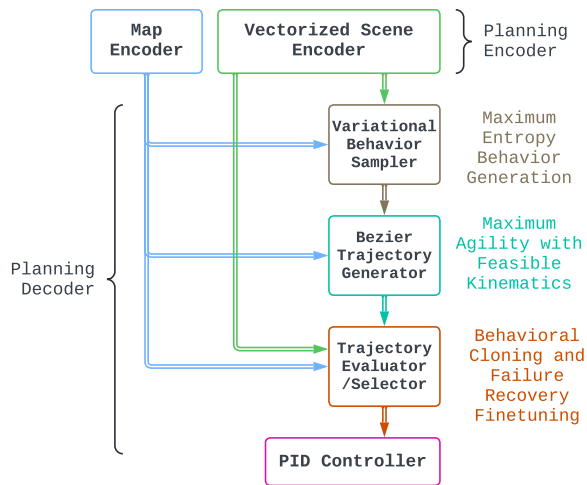 Map
Encoder
Vectorized Scene
Encoder
Planning
Encoder
Variational
Behavior
Sampler
Maximum
Entropy
Behavior
Generation
Bezier
Trajectory
Generator
Maximum
Agility with
Feasible
Kinematics
Planning
Decoder
Trajectory
Evaluator
/Selector
Behavioral
Cloning and
Failure
Recovery
Finetuning
PID Controller